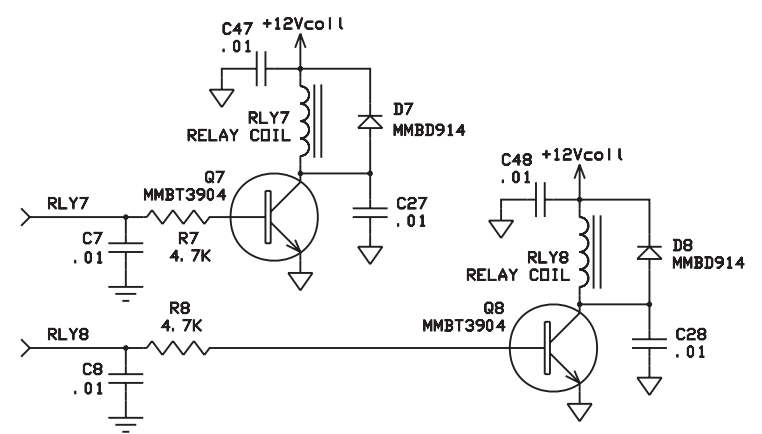 C47 +12Vcoil
.01
RLY7
RELAY COIL
D7
MMBD914
Q7
MMBT3904
RLY7
C7
.01
R7
4.7K
C27
.01
C48 +12Vcoil
.01
RLY8
RELAY COIL
D8
MMBD914
Q8
MMBT3904
R8
4.7K
RLY8
C8
.01
C28
.01